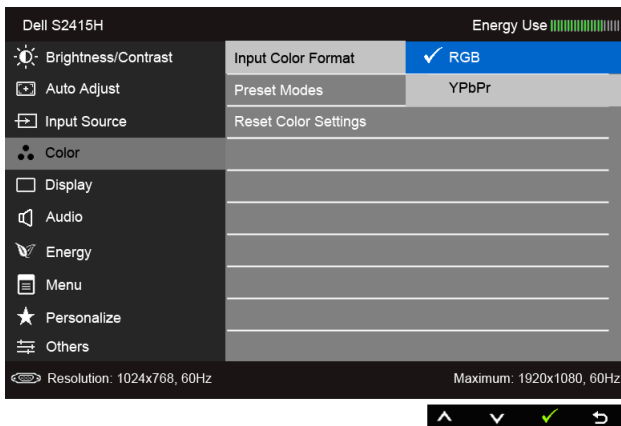 Dell S2415H Energy Use
Brightness/Contrast Input Color Format RGB
Auto Adjust Preset Modes YPbPr
Input Source Reset Color Settings
Color
Display
Audio
Energy
Menu
Personalize
Others
Resolution: 1024x768, 60Hz Maximum: 1920x1080, 60Hz